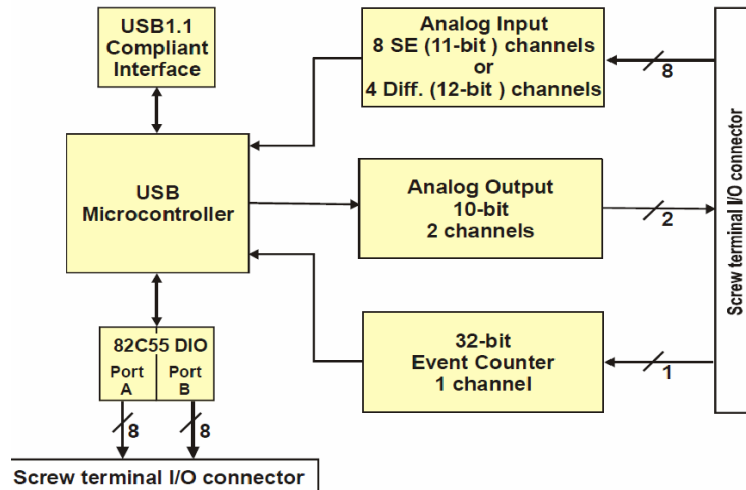 USB1.1
Compliant
Interface
Analog Input
8 SE (11-bit ) channels
or
4 Diff. (12-bit ) channels
8
USB
Microcontroller
Analog Output
10-bit
2 channels
2
Screw terminal I/O connector
82C55 DIO
Port
A
Port
B
8
8
32-bit
Event Counter
1 channel
1
Screw terminal I/O connector